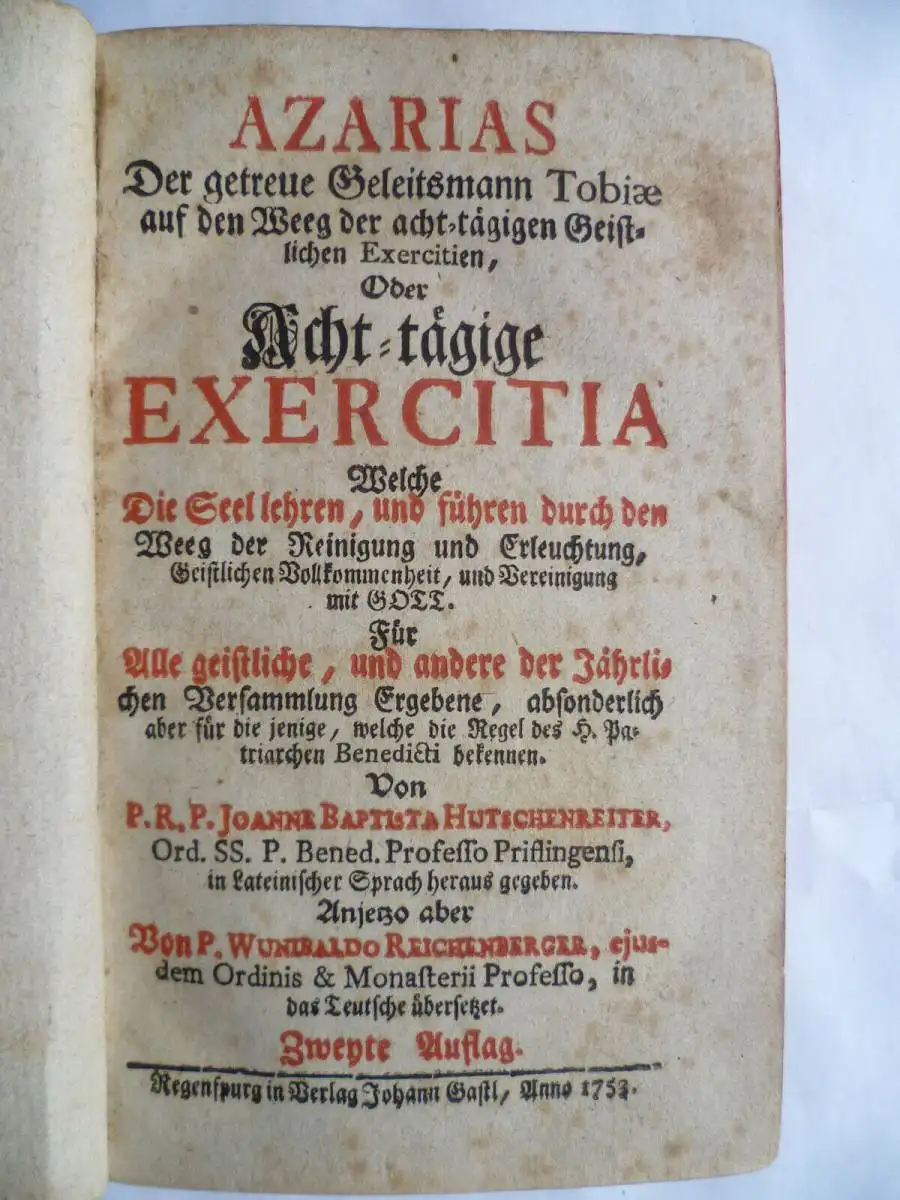 AZARIAS
Der getreue Geleitsmann Tobiæ
auf den Weeg der acht-tägigen Geist-
lichen Exercitien,
Oder
Acht-tägige
EXERCITIA
Welche
Die Seel lehren, und führen durch den
Weeg der Reinigung und Erleuchtung,
Geistlichen Vollkommenheit, und Vereinigung
mit GOTT.
Für
Alle geistliche, und andere der Jährli-
chen Versammlung Ergebene, absonderlich
aber für die jenige, welche die Regel des H. Pa-
triarchen Benedicti bekennen.
Von
P. R. P. JOANNE BAPTISTA HUTSCHENREITER,
Ord. SS. P. Bened. Professo Priflingensi,
in Lateinischer Sprach heraus gegeben.
Anjetzo aber
Von P. WUNIBALDO REICHENBERGER, ejus-
dem Ordinis & Monasterii Professo, in
das Teutsche übersetzet.
Zweyte Auflag.
Regenspurg in Verlag Johann Gastl, Anno 1753.